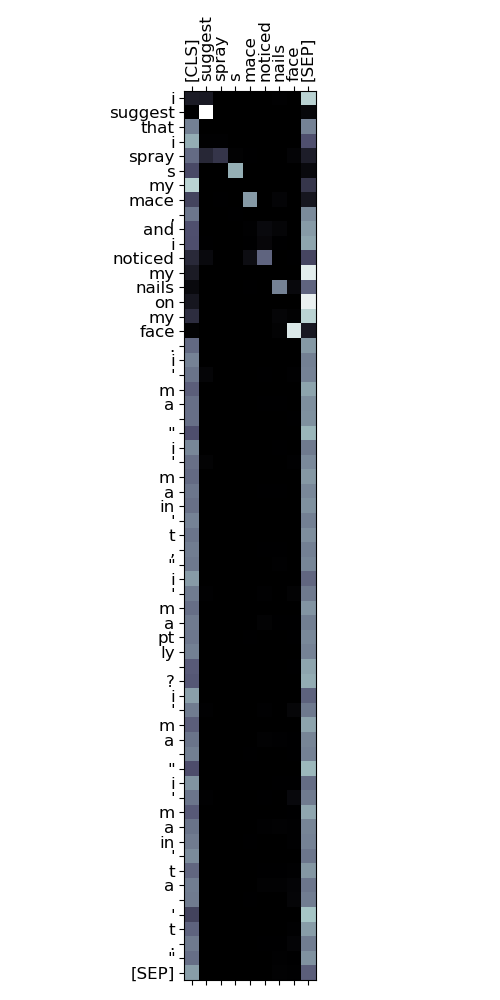 [CLS]
suggest
spray
s
mace
noticed
nails
face
[SEP]
i
suggest
that
i
spray
s
my
mace
,
and
i
noticed
my
nails
on
my
face
.
i
'
m
a
"
i
'
m
a
in
'
t
,
"
i
'
m
a
pt
ly
?
i
'
m
a
"
i
'
m
a
in
'
t
a
'
t
.
"
[SEP]